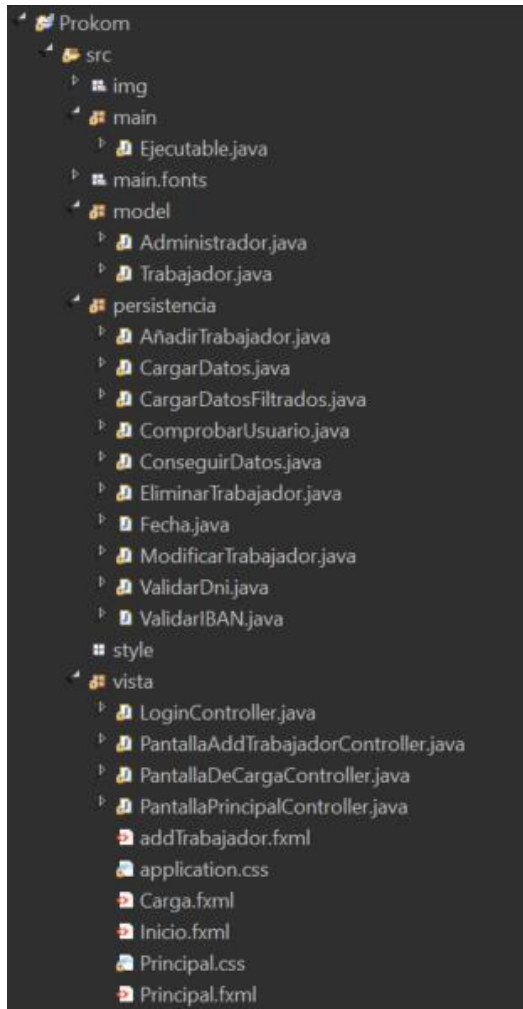 Prokom
src
img
main
Ejecutable.java
main.fonts
model
Administrador.java
Trabajador.java
persistencia
AñadirTrabajador.java
CargarDatos.java
CargarDatosFiltrados.java
ComprobarUsuario.java
ConseguirDatos.java
EliminarTrabajador.java
Fecha.java
ModificarTrabajador.java
ValidarDni.java
ValidarIBAN.java
style
vista
LoginController.java
PantallaAddTrabajadorController.java
PantallaDeCargaController.java
PantallaPrincipalController.java
addTrabajador.fxml
application.css
Carga.fxml
Inicio.fxml
Principal.css
Principal.fxml